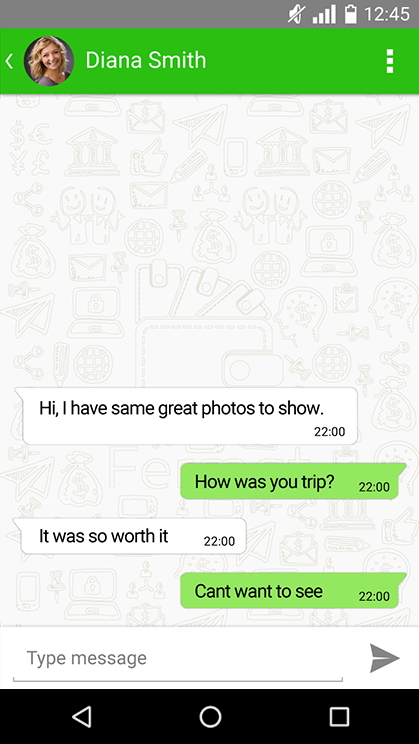 12:45
Diana Smith
Hi, I have same great photos to show.
22:00
How was you trip? 22:00
It was so worth it 22:00
Cant want to see 22:00
Type message